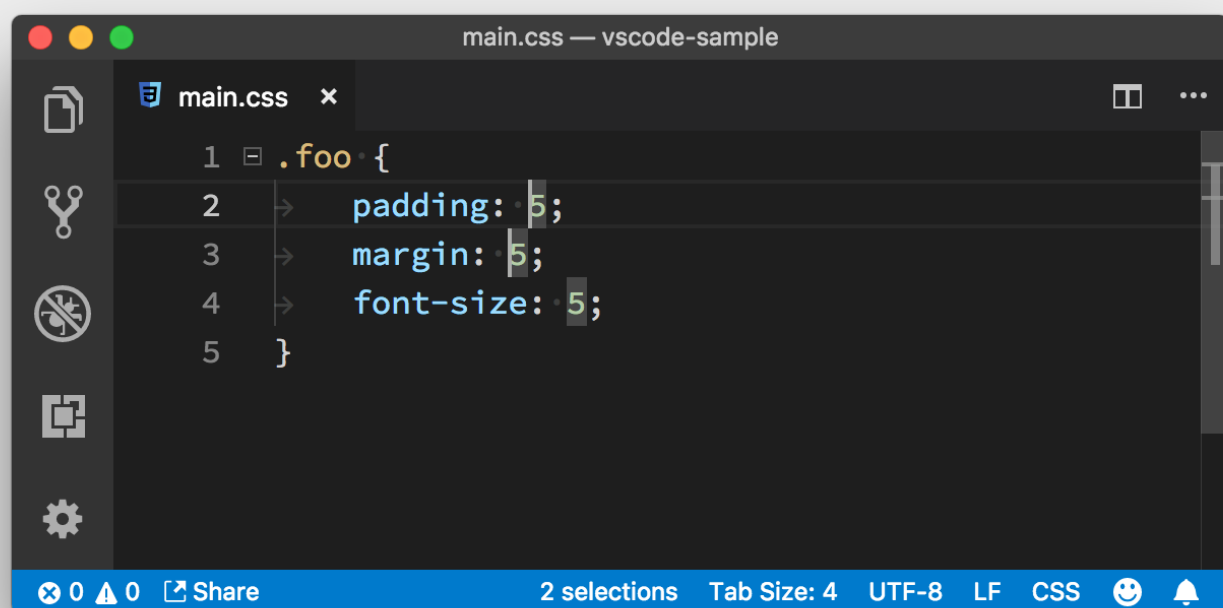 main.css — vscode-sample
main.css
1 .foo {
2 padding: 5;
3 margin: 5;
4 font-size: 5;
5 }
0 0 Share 2 selections Tab Size: 4 UTF-8 LF CSS